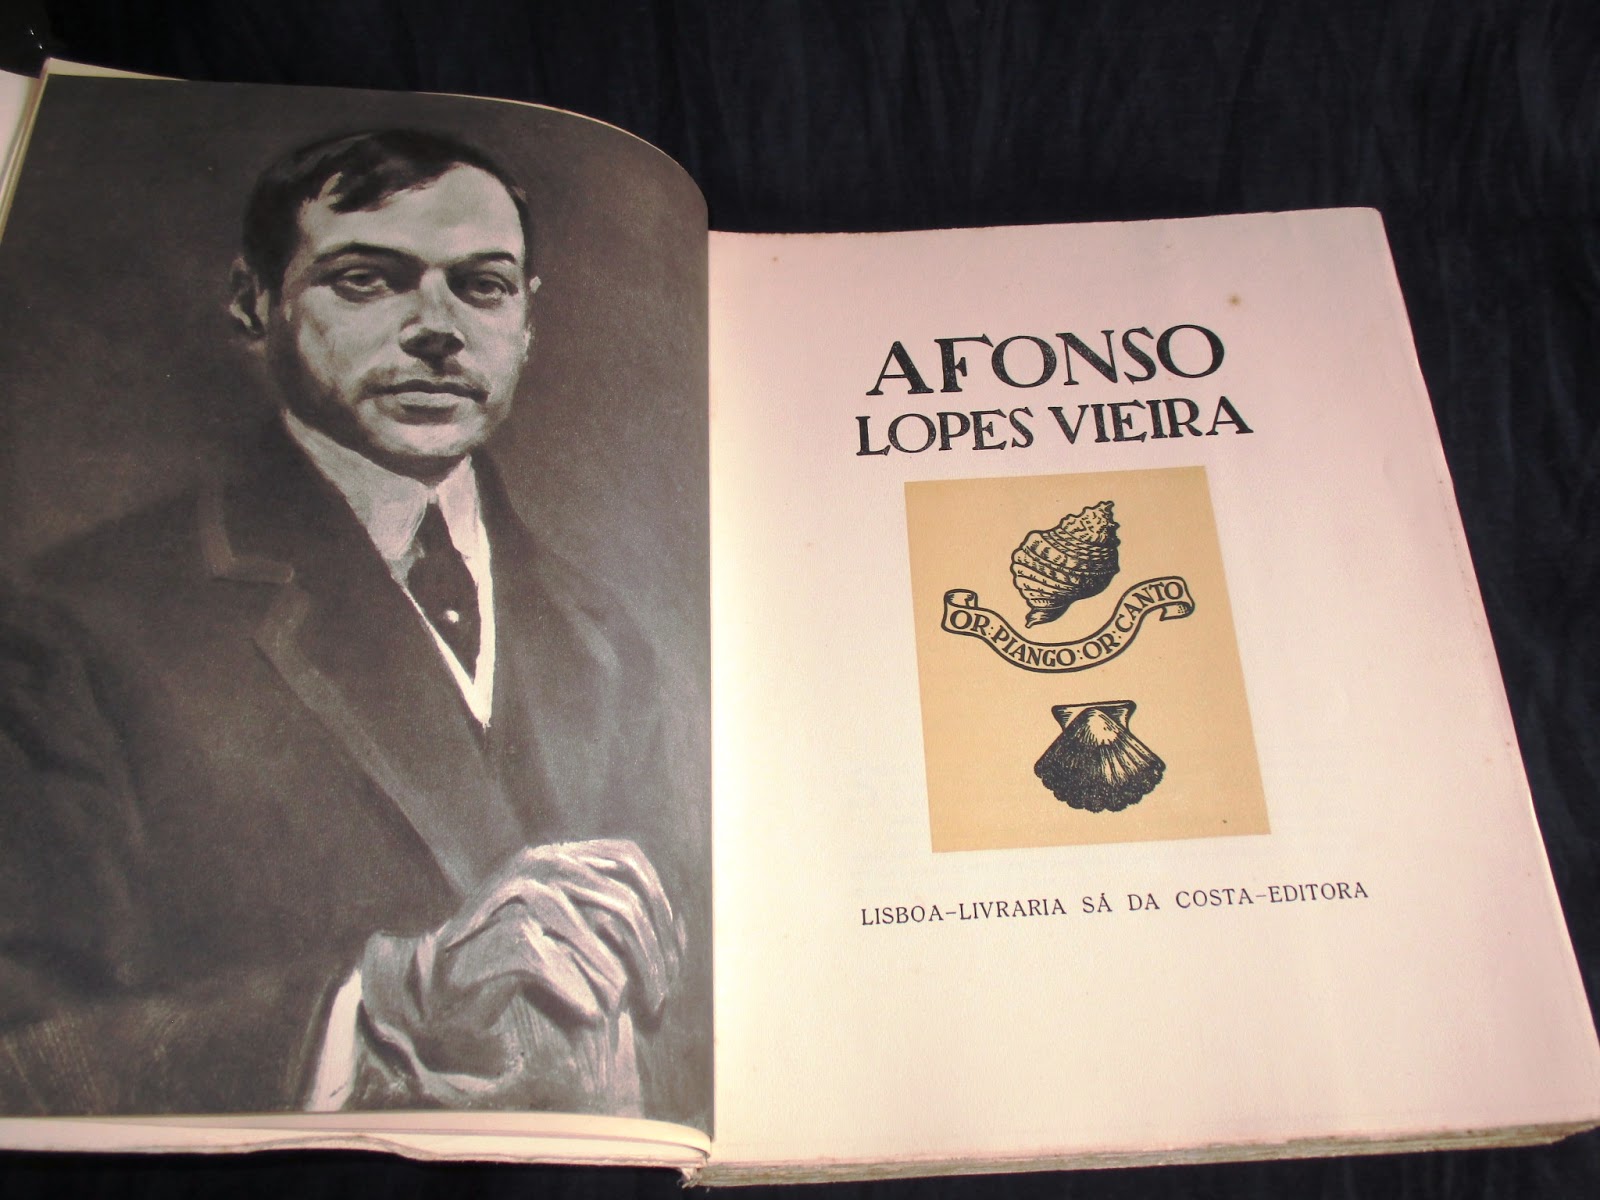 AFONSO
LOPES VIEIRA
OR:PIANGO:OR:CANTO
LISBOA-LIVRARIA SÁ DA COSTA-EDITORA